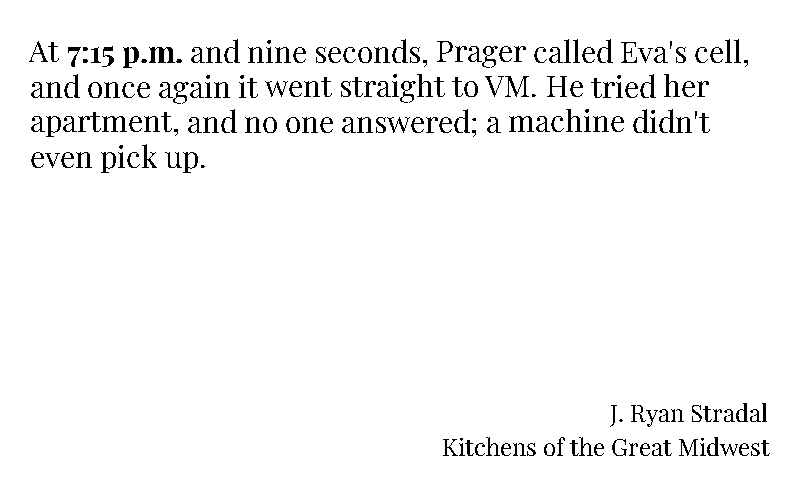 At 7:15 p.m. and nine seconds, Prager called Eva's cell,
and once again it went straight to VM. He tried her
apartment, and no one answered; a machine didn't
even pick up.
J. Ryan Stradal
Kitchens of the Great Midwest